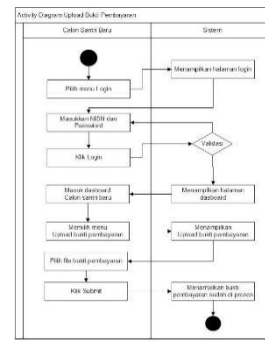 Activity Diagram Upload Bukti Pembayaran
Calon Santri Baru
Sistem
Pilih menu Login
Menampilkan halaman login
Masukkan NISN dan
Password
Klik Login
Validasi
Masuk dasboard
Calon santri baru
Menampilkan halaman
dasboard
Memilih menu
Upload bukti pembayaran
Menampilkan
Upload bukti pembayaran
Pilih file bukti pembayaran
Klik Submit
Menampilkan bukti
pembayaran sudah di proses